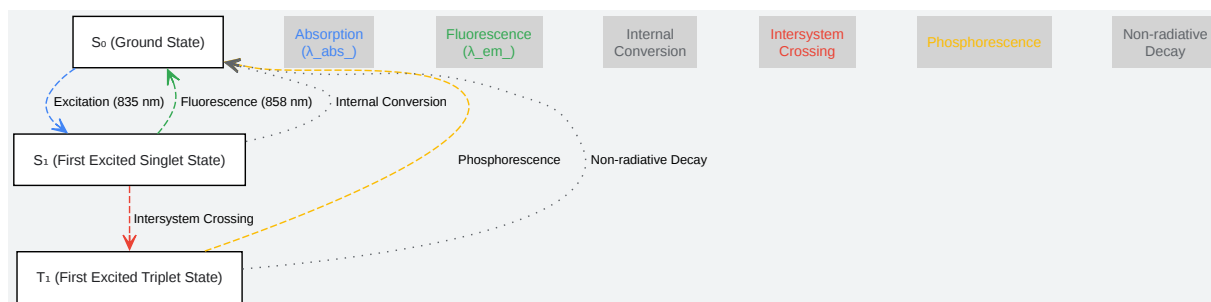 S₀ (Ground State)
Absorption
(λ_abs_)
Fluorescence
(λ_em_)
Internal
Conversion
Intersystem
Crossing
Phosphorescence
Non-radiative
Decay
Excitation (835 nm)
Fluorescence (858 nm)
Internal Conversion
S₁ (First Excited Singlet State)
Phosphorescence
Non-radiative Decay
Intersystem Crossing
T₁ (First Excited Triplet State)